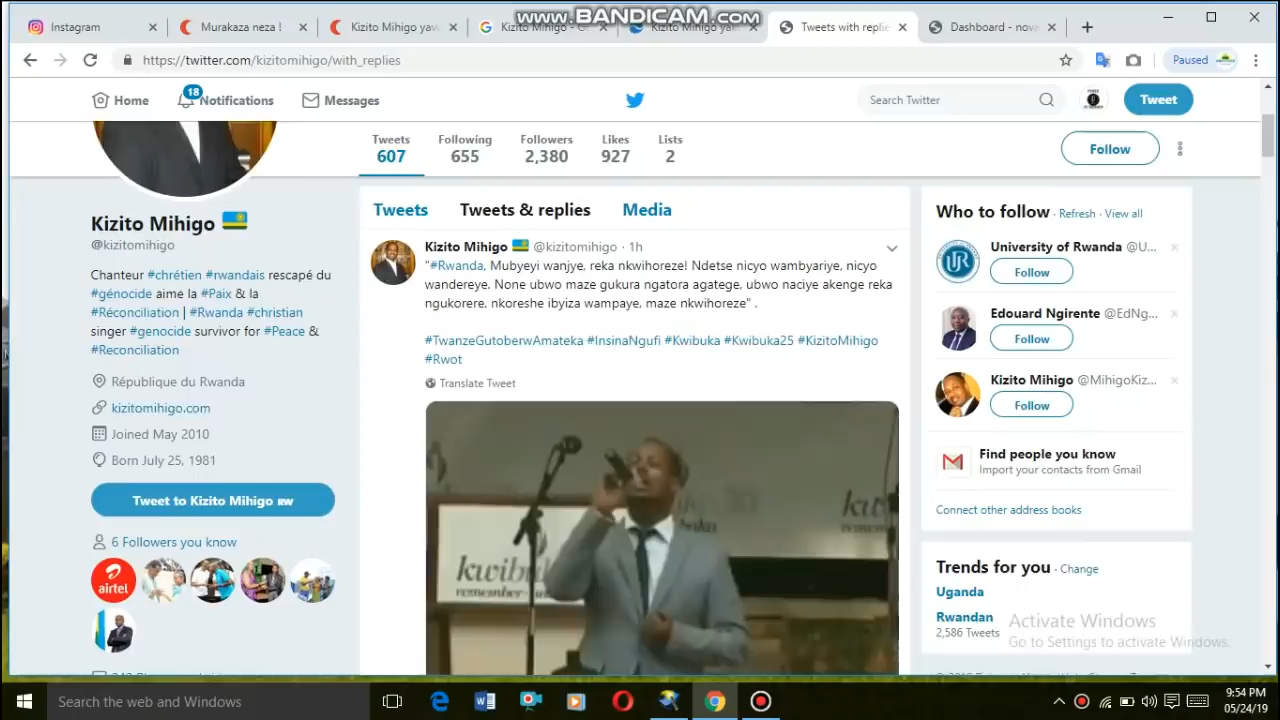 www.BANDICAM.com
Instagram
Murakaza neza !
Kizito Mihigo yav
Kizito Mihigo -
Kizito Mihigo yak
Tweets with replie
Dashboard - nova
https://twitter.com/kizitomihigo/with_replies
Paused
Home
18
Notifications
Messages
Search Twitter
Tweet
Tweets
607
Following
655
Followers
2,380
Likes
927
Lists
2
Follow
Kizito Mihigo
@kizitomihigo
Chanteur #chrétien #rwandais rescapé du
#génocide aime la #Paix & la
#Réconciliation | #Rwanda #christian
singer #genocide survivor for #Peace &
#Reconciliation
République du Rwanda
kizitomihigo.com
Joined May 2010
Born July 25, 1981
Tweet to Kizito Mihigo RW
6 Followers you know
airtel
Tweets
Tweets & replies
Media
Kizito Mihigo @kizitomihigo · 1h
"#Rwanda, Mubyeyi wanjye, reka nkwihoreze! Ndetse nicyo wambyariye, nicyo
wandereye. None ubwo maze gukura ngatora agatege, ubwo naciye akenge reka
ngukorere, nkoreshe ibyiza wampaye, maze nkwihoreze" .
#TwanzeGutoberwAmateka #InsinaNgufi #Kwibuka #Kwibuka25 #KizitoMihigo
#Rwot
Translate Tweet
Who to follow · Refresh · View all
University of Rwanda @U...
Follow
Edouard Ngirente @EdNg...
Follow
Kizito Mihigo @MihigoKiz...
Follow
Find people you know
Import your contacts from Gmail
Connect other address books
Trends for you · Change
Uganda
Rwandan
2,586 Tweets
Activate Windows
Go to Settings to activate Windows.
Search the web and Windows
9:54 PM
05/24/19